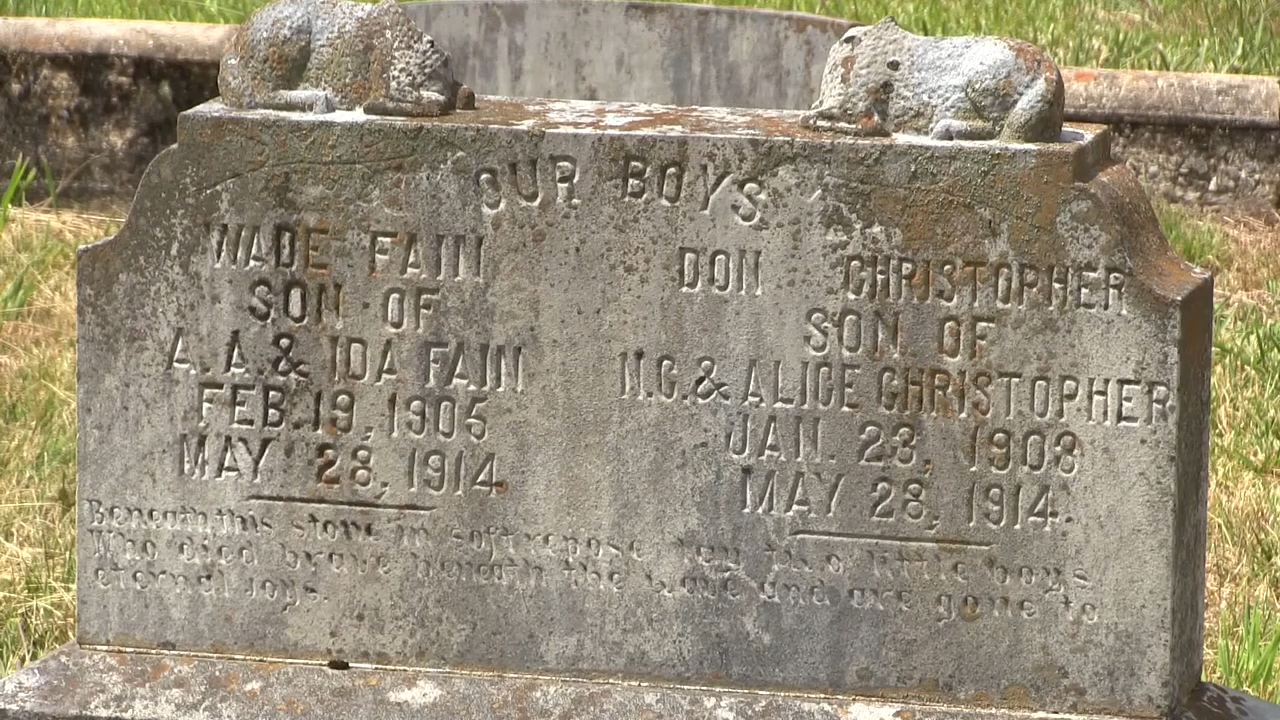 OUR BOYS
WADE FAIN
SON OF
A. A. & IDA FAIN
FEB. 19, 1905
MAY 28, 1914.
DON CHRISTOPHER
SON OF
N. G. & ALICE CHRISTOPHER
JAN. 23, 1908
MAY 28, 1914.
Beneath this stone in soft repose, lay two little boys
Who died brave beneath the wave and are gone to
eternal joys.